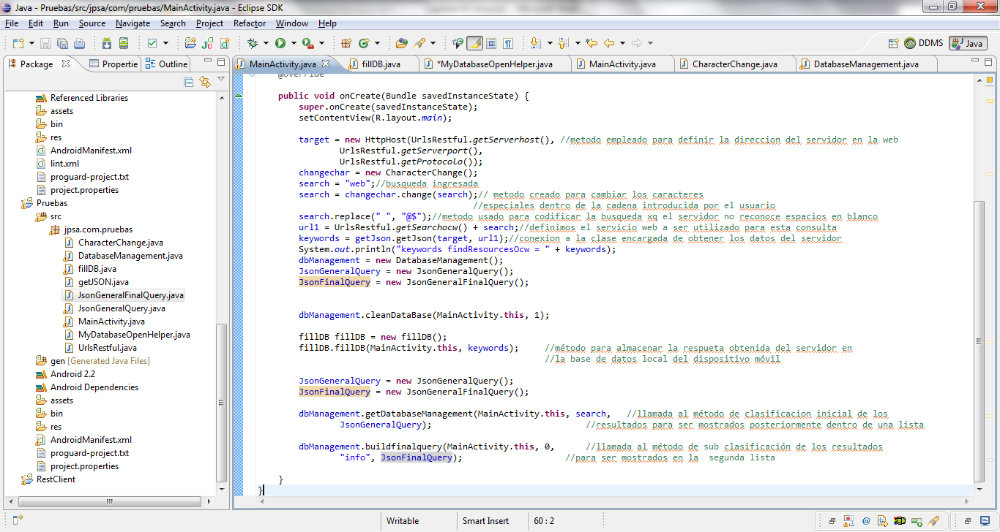 Java - Pruebas/src/jpsa/com/pruebas/MainActivity.java - Eclipse SDK
File Edit Run Source Navigate Search Project Refactor Window Help
DDMS Java
Package Propertie Outline
Referenced Libraries
assets
bin
res
AndroidManifest.xml
lint.xml
proguard-project.txt
project.properties
Pruebas
src
jpsa.com.pruebas
CharacterChange.java
DatabaseManagement.java
fillDB.java
getJSON.java
JsonGeneralFinalQuery.java
JsonGeneralQuery.java
MainActivity.java
MyDatabaseOpenHelper.java
UrlsRestful.java
gen [Generated Java Files]
Android 2.2
Android Dependencies
assets
bin
res
AndroidManifest.xml
proguard-project.txt
project.properties
RestClient
MainActivity.java fillDB.java *MyDatabaseOpenHelper.java MainActivity.java CharacterChange.java DatabaseManagement.java
@Override
public void onCreate(Bundle savedInstanceState) {
super.onCreate(savedInstanceState);
setContentView(R.layout.main);
target = new HttpHost(UrlsRestful.getServerhost(), //metodo empleado para definir la direccion del servidor en la web
UrlsRestful.getServerport(),
UrlsRestful.getProtocolo());
changechar = new CharacterChange();
search = "web";//busqueda ingresada
search = changechar.change(search);// metodo creado para cambiar los caracteres
//especiales dentro de la cadena introducida por el usuario
search.replace(" ", "@$");//metodo usado para codificar la busqueda xq el servidor no reconoce espacios en blanco
url1 = UrlsRestful.getSearchocw() + search;//definimos el servicio web a ser utilizado para esta consulta
keywords = getJson.getJson(target, url1);//conexion a la clase encargada de obtener los datos del servidor
System.out.println("keywords findResourcesOcw = " + keywords);
dbManagement = new DatabaseManagement();
JsonGeneralQuery = new JsonGeneralQuery();
JsonFinalQuery = new JsonGeneralFinalQuery();
dbManagement.cleanDataBase(MainActivity.this, 1);
fillDB fillDB = new fillDB();
fillDB.fillDB(MainActivity.this, keywords); //método para almacenar la respueta obtenida del servidor en
//la base de datos local del dispositivo móvil
JsonGeneralQuery = new JsonGeneralQuery();
JsonFinalQuery = new JsonGeneralFinalQuery();
dbManagement.getDatabaseManagement(MainActivity.this, search, //llamada al método de clasificacion inicial de los
JsonGeneralQuery); //resultados para ser mostrados posteriormente dentro de una lista
dbManagement.buildfinalquery(MainActivity.this, 0, //llamada al método de sub clasificación de los resultados
"info", JsonFinalQuery); //para ser mostrados en la segunda lista
}
}
Writable Smart Insert 60 : 2